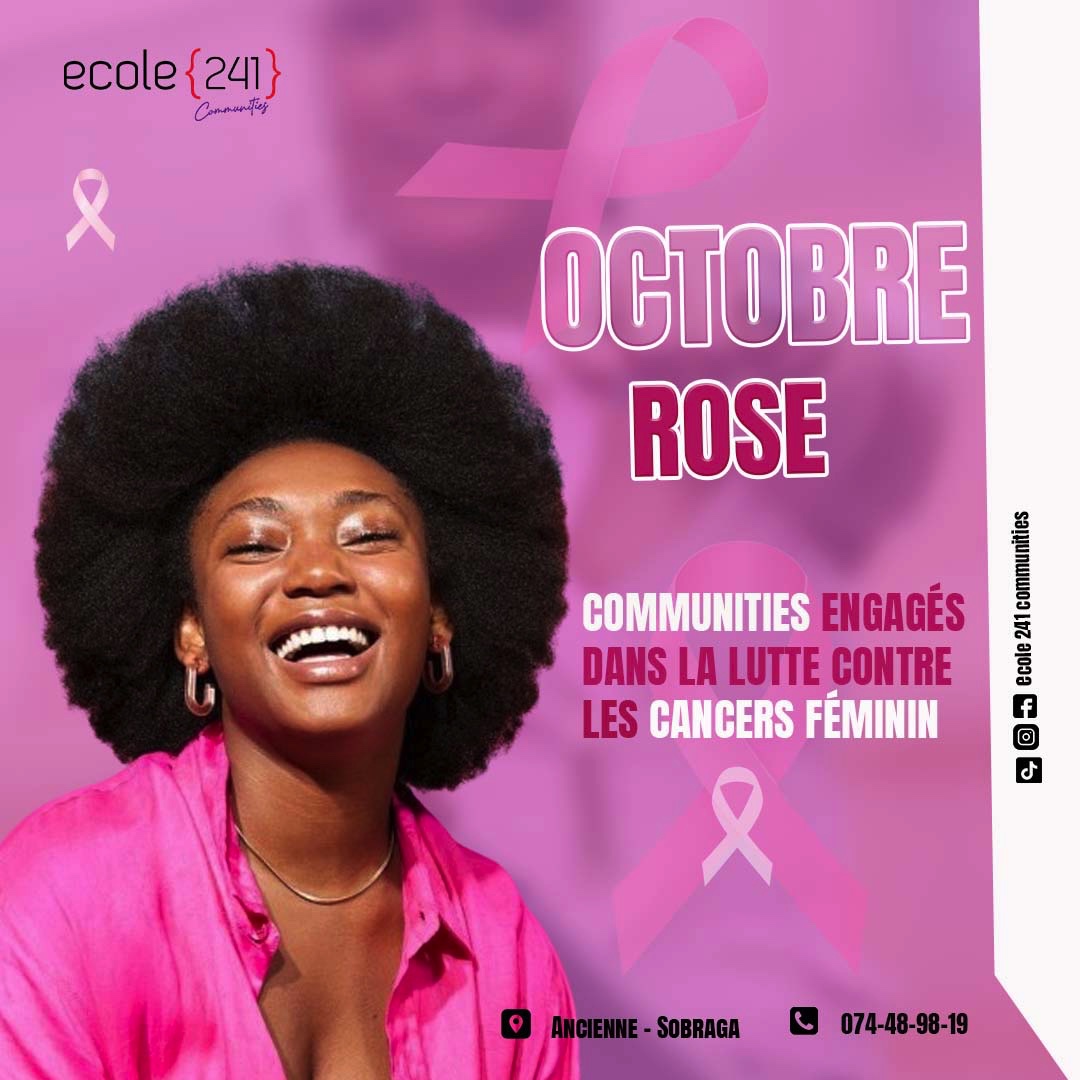 ecole {241}
Communities
OCTOBRE
ROSE
COMMUNITIES ENGAGÉS
DANS LA LUTTE CONTRE
LES CANCERS FÉMININ
ecole 241 communities
ANCIENNE - SOBRAGA
074-48-98-19